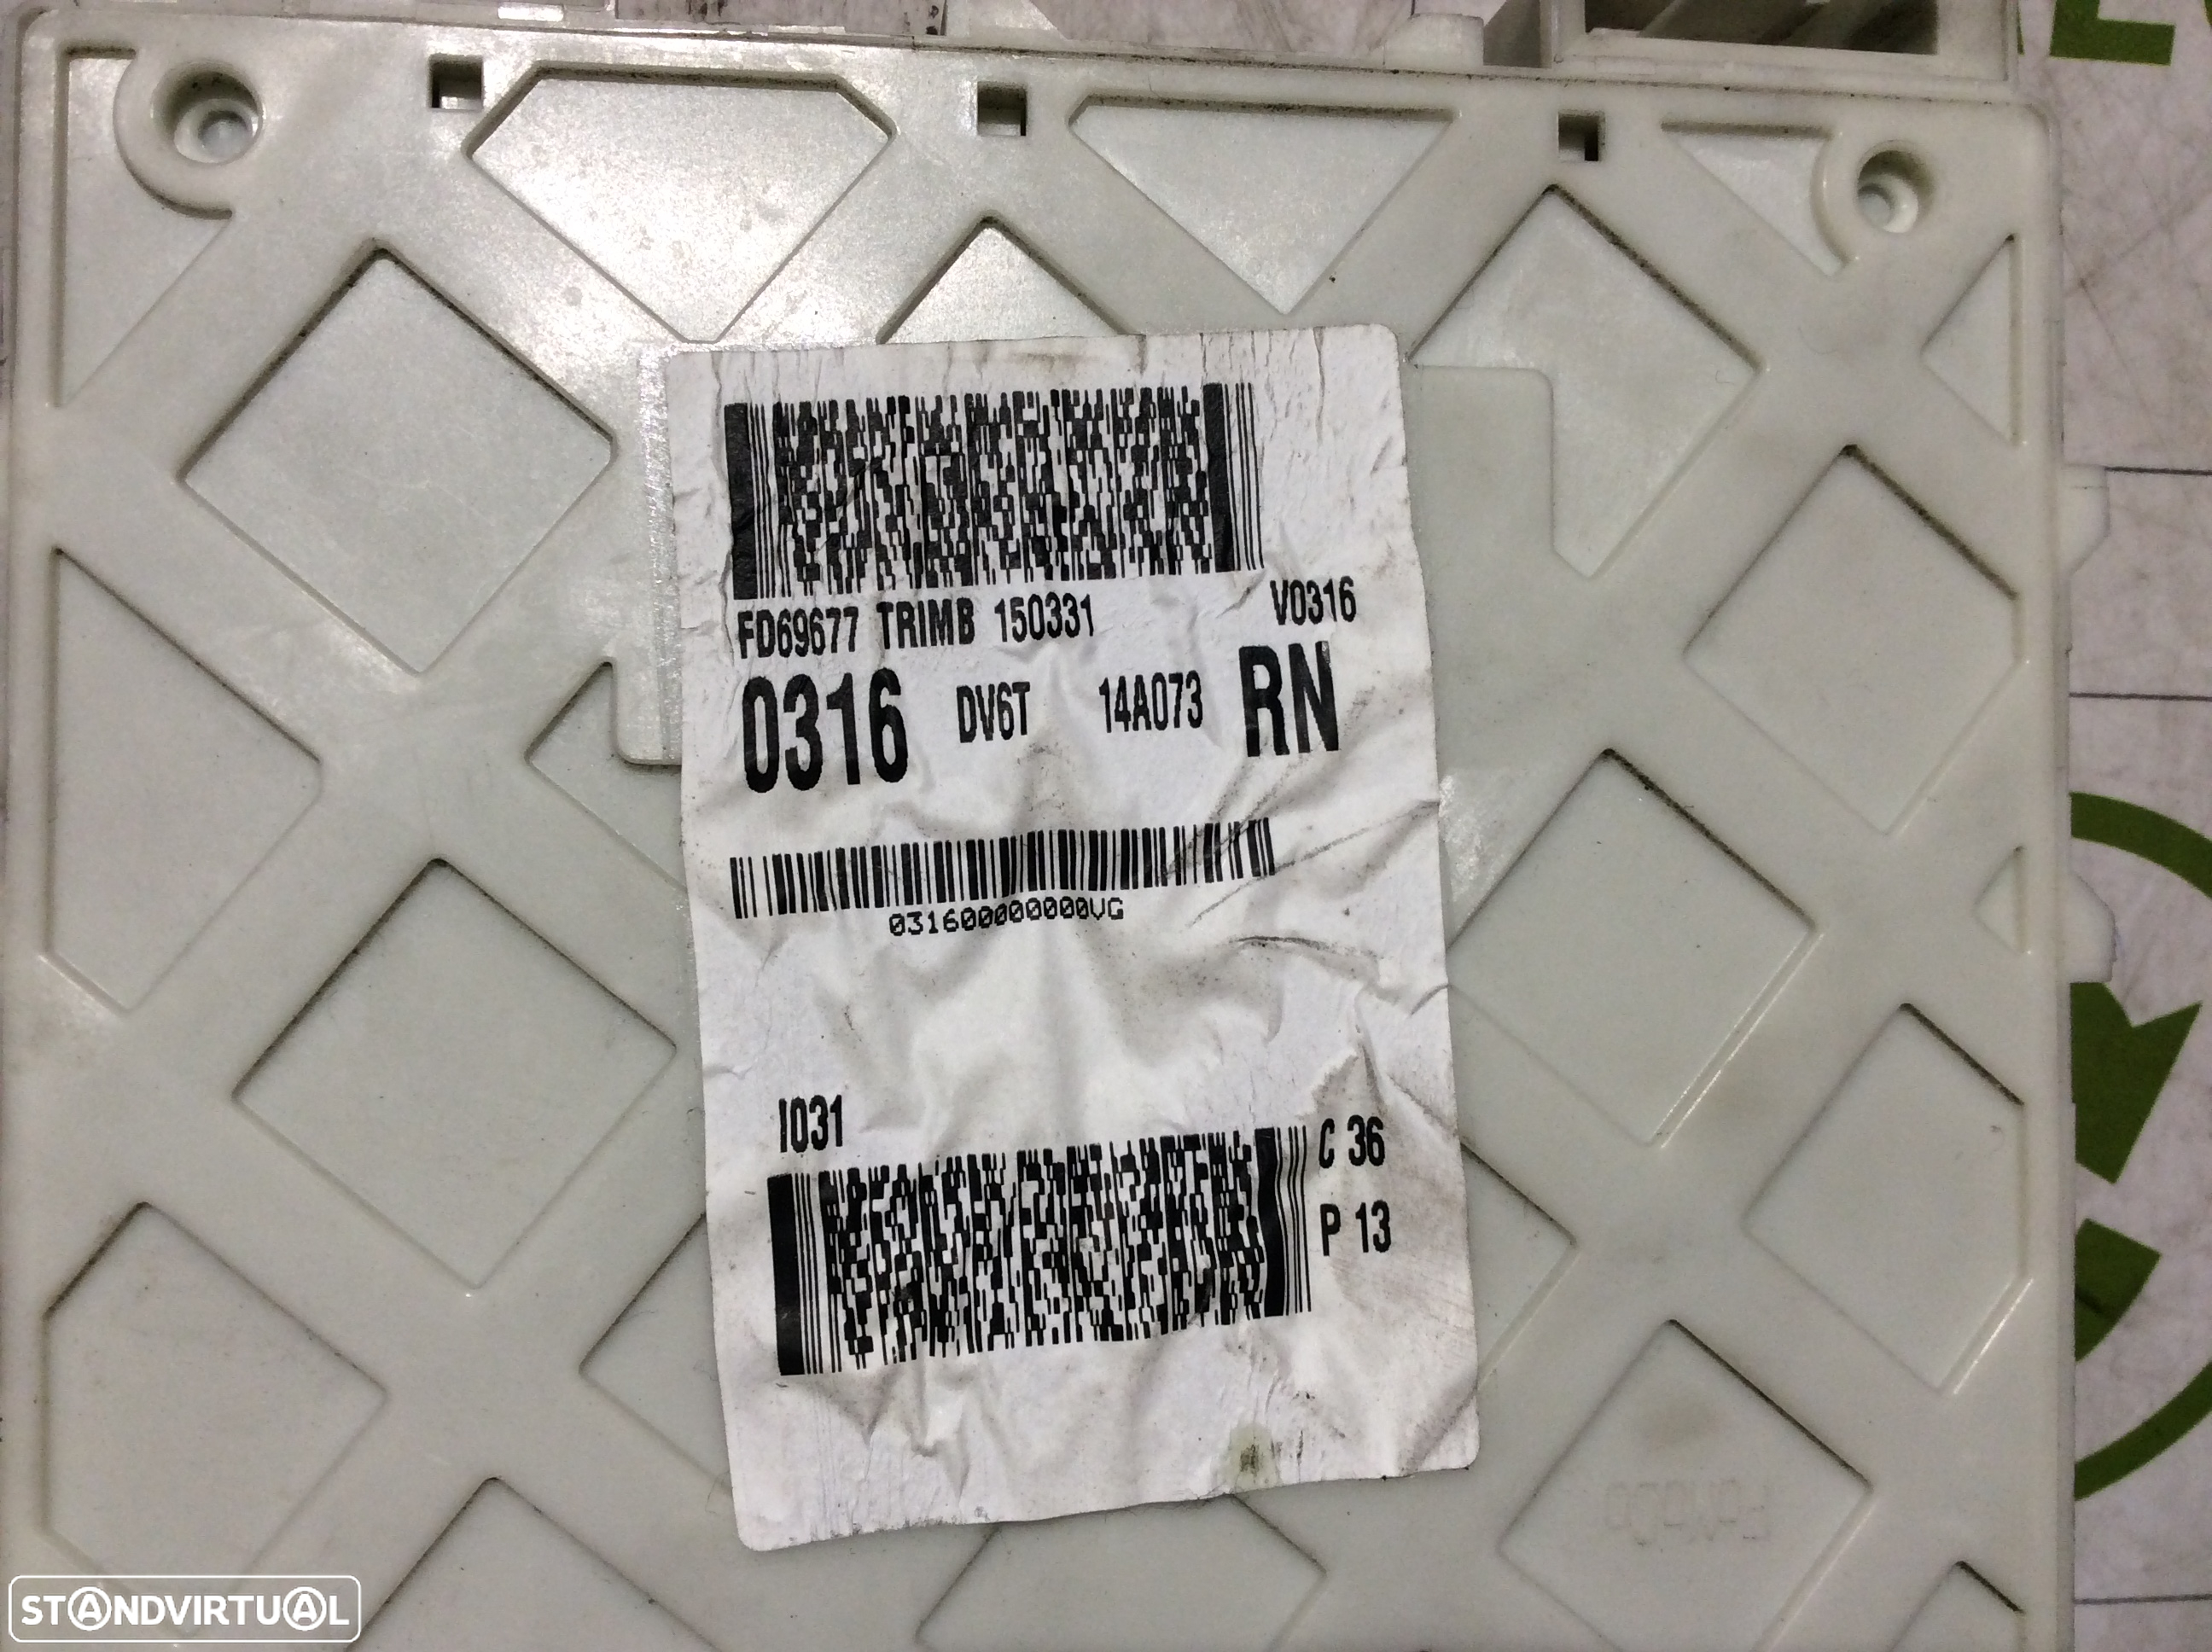 FD69677 TRIMB 150331 V0316
0316 DV6T 14A073 RN
031600000000VG
I031
C 36
P 13
STANDVIRTUAL